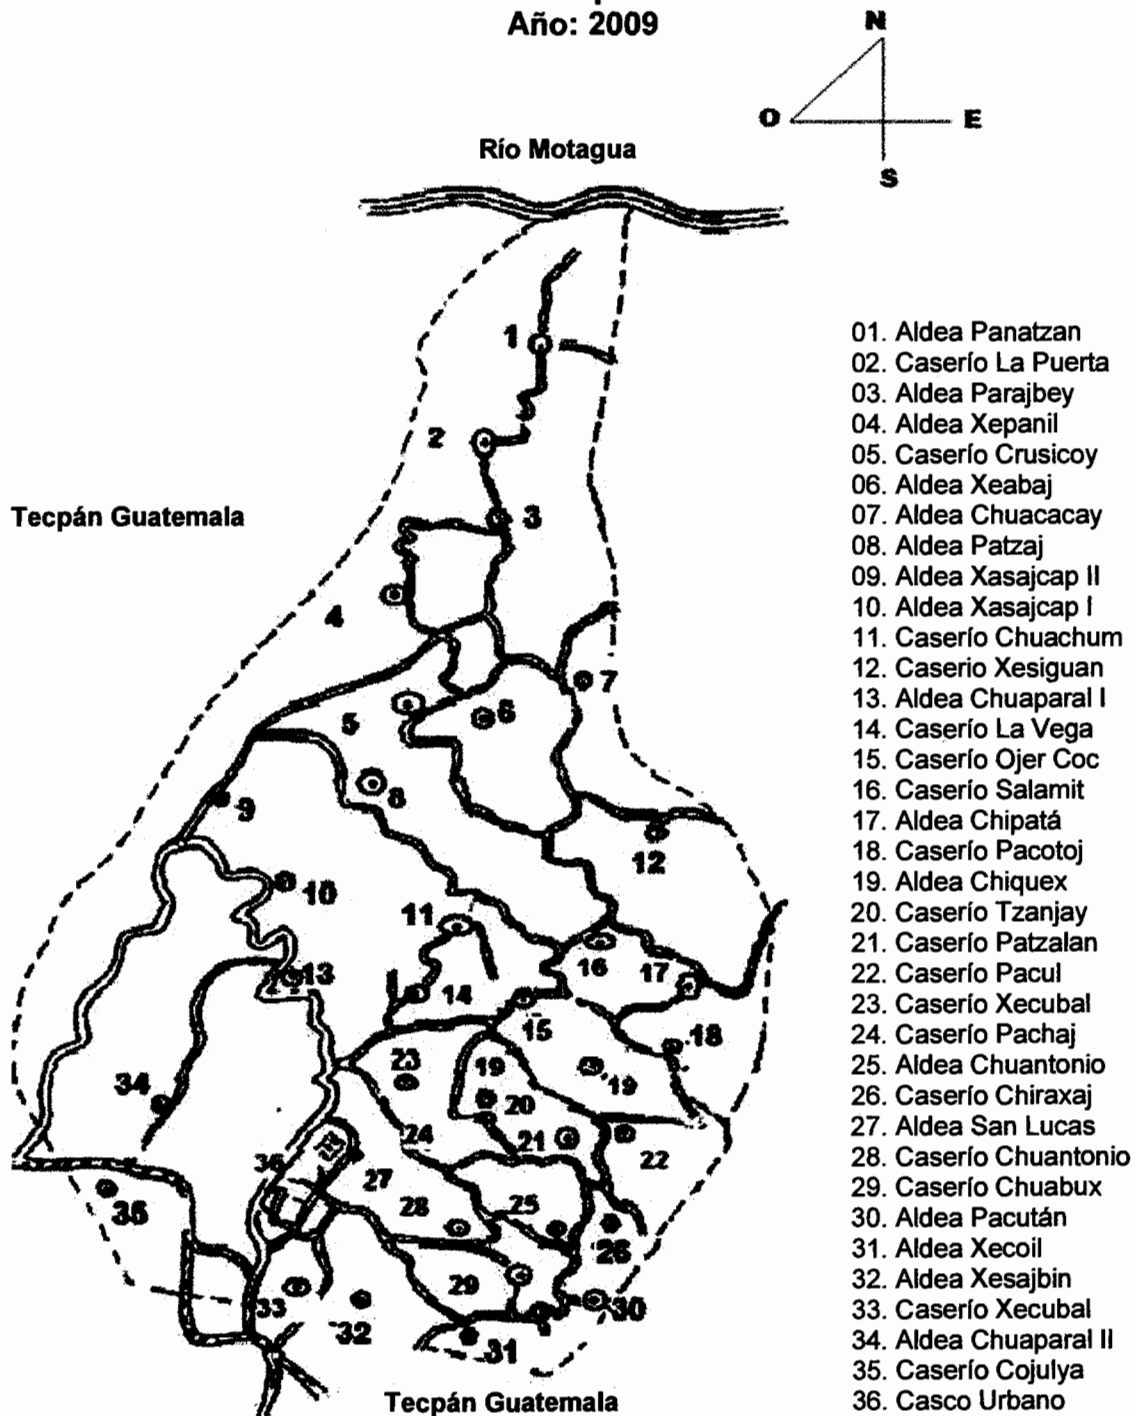 Año: 2009
N
O
E
S
Río Motagua
Tecpán Guatemala
1
2
3
4
5
6
7
8
9
10
11
12
13
14
15
16
17
18
19
19
20
21
22
23
24
25
26
27
28
29
30
31
32
33
34
35
36
Tecpán Guatemala
01. Aldea Panatzan
02. Caserío La Puerta
03. Aldea Parajbey
04. Aldea Xepanil
05. Caserío Crusicoy
06. Aldea Xeabaj
07. Aldea Chuacacay
08. Aldea Patzaj
09. Aldea Xasajcap II
10. Aldea Xasajcap I
11. Caserío Chuachum
12. Caserio Xesiguan
13. Aldea Chuaparal I
14. Caserío La Vega
15. Caserío Ojer Coc
16. Caserío Salamit
17. Aldea Chipatá
18. Caserío Pacotoj
19. Aldea Chiquex
20. Caserío Tzanjay
21. Caserío Patzalan
22. Caserío Pacul
23. Caserío Xecubal
24. Caserío Pachaj
25. Aldea Chuantonio
26. Caserío Chiraxaj
27. Aldea San Lucas
28. Caserío Chuantonio
29. Caserío Chuabux
30. Aldea Pacután
31. Aldea Xecoil
32. Aldea Xesajbin
33. Caserío Xecubal
34. Aldea Chuaparal II
35. Caserío Cojulya
36. Casco Urbano